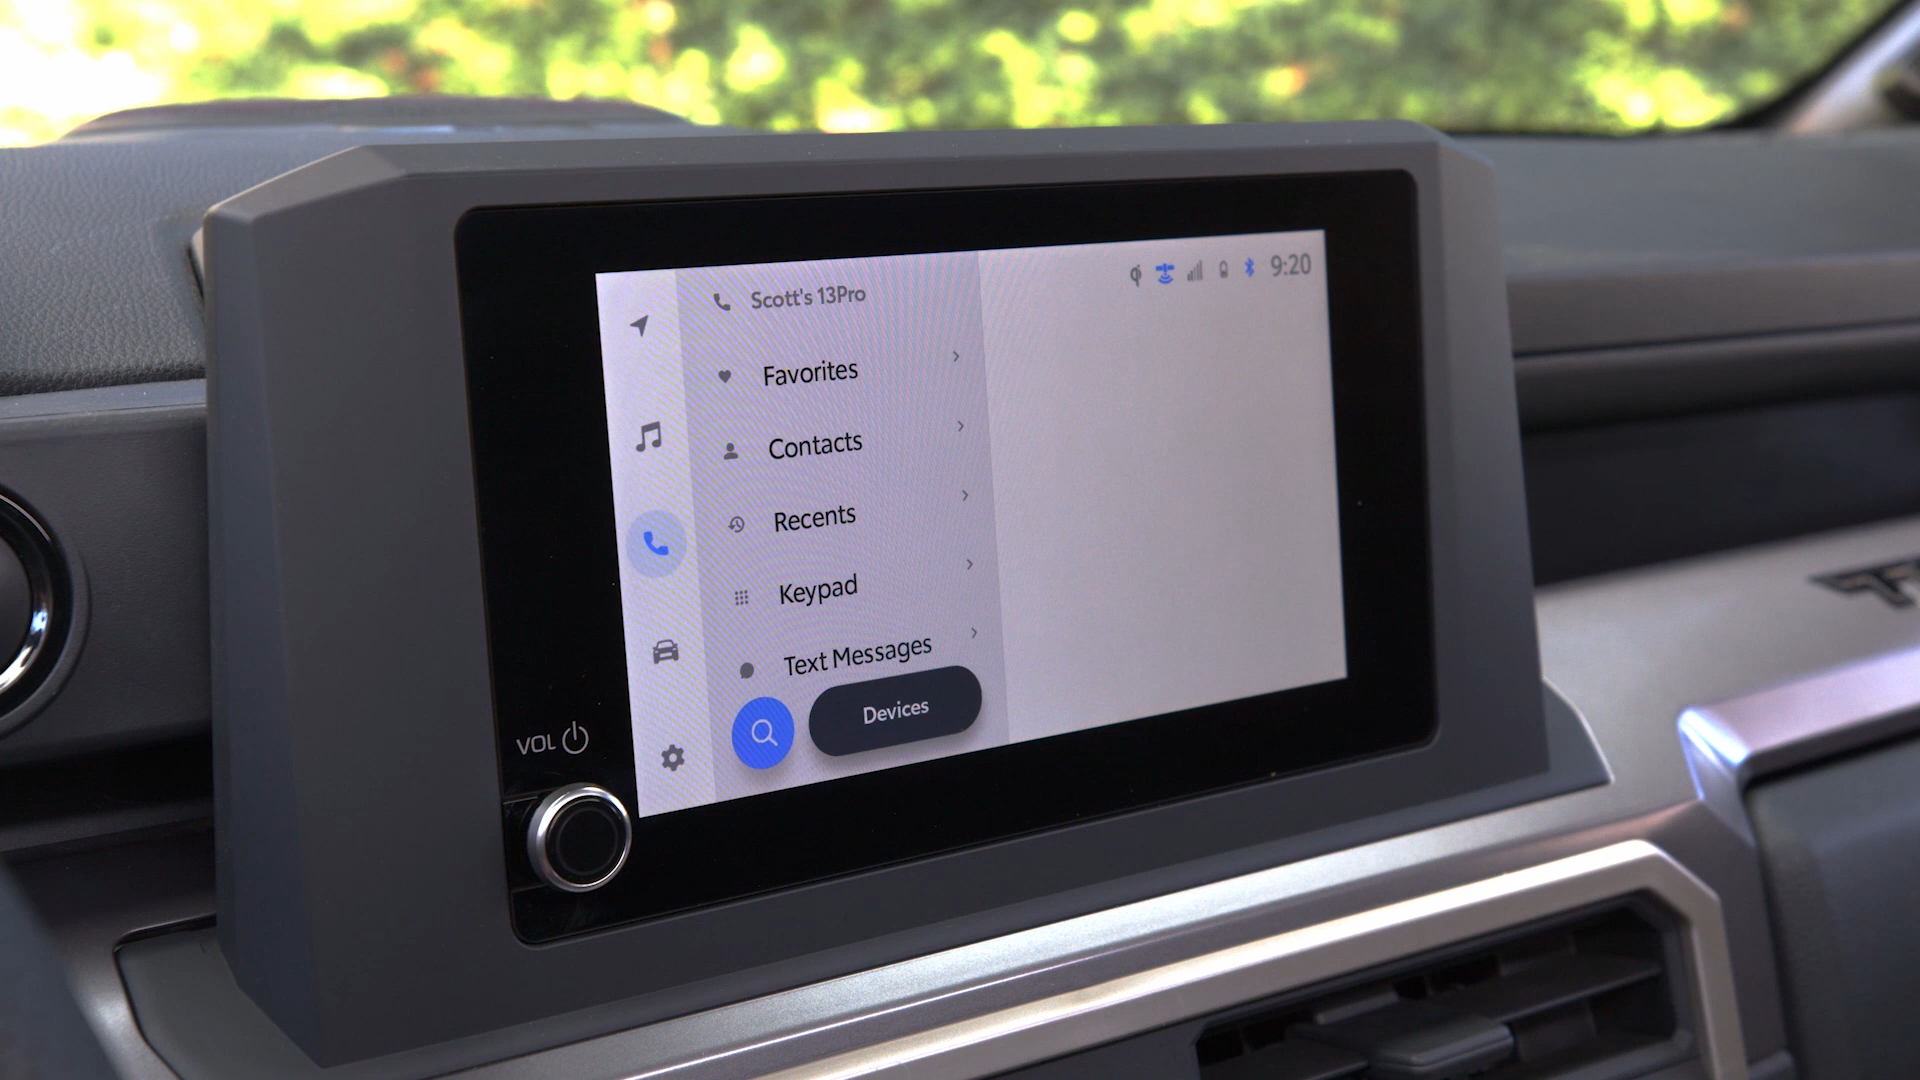 Scott's 13Pro
9:20
Favorites
Contacts
Recents
Keypad
Text Messages
Devices
VOL